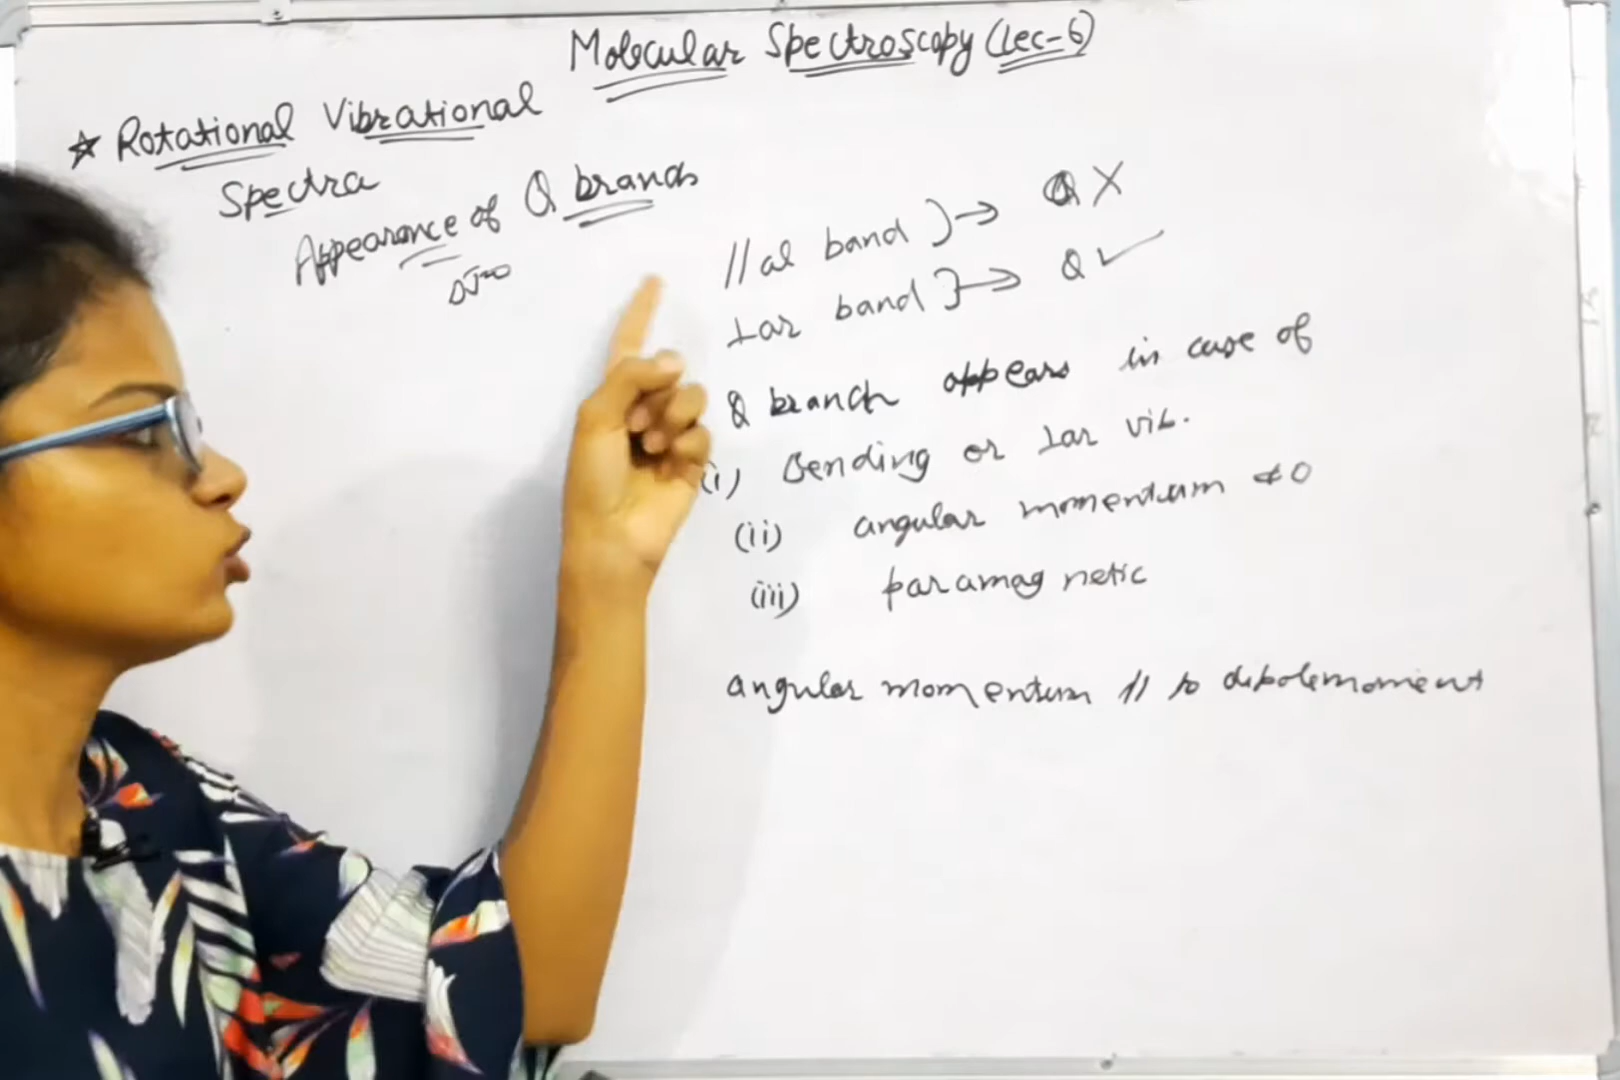 Molecular Spectroscopy (Lec-6)
☆ Rotational Vibrational
Spectra
Appearance of Q branch
ΔJ=0
//al band }→ Q X
⊥ar band }→ Q ✓
Q branch appears in case of
(i) Bending or ⊥ar vib.
(ii) angular momentum ≠0
(iii) paramagnetic
angular momentum // to dipolemoment